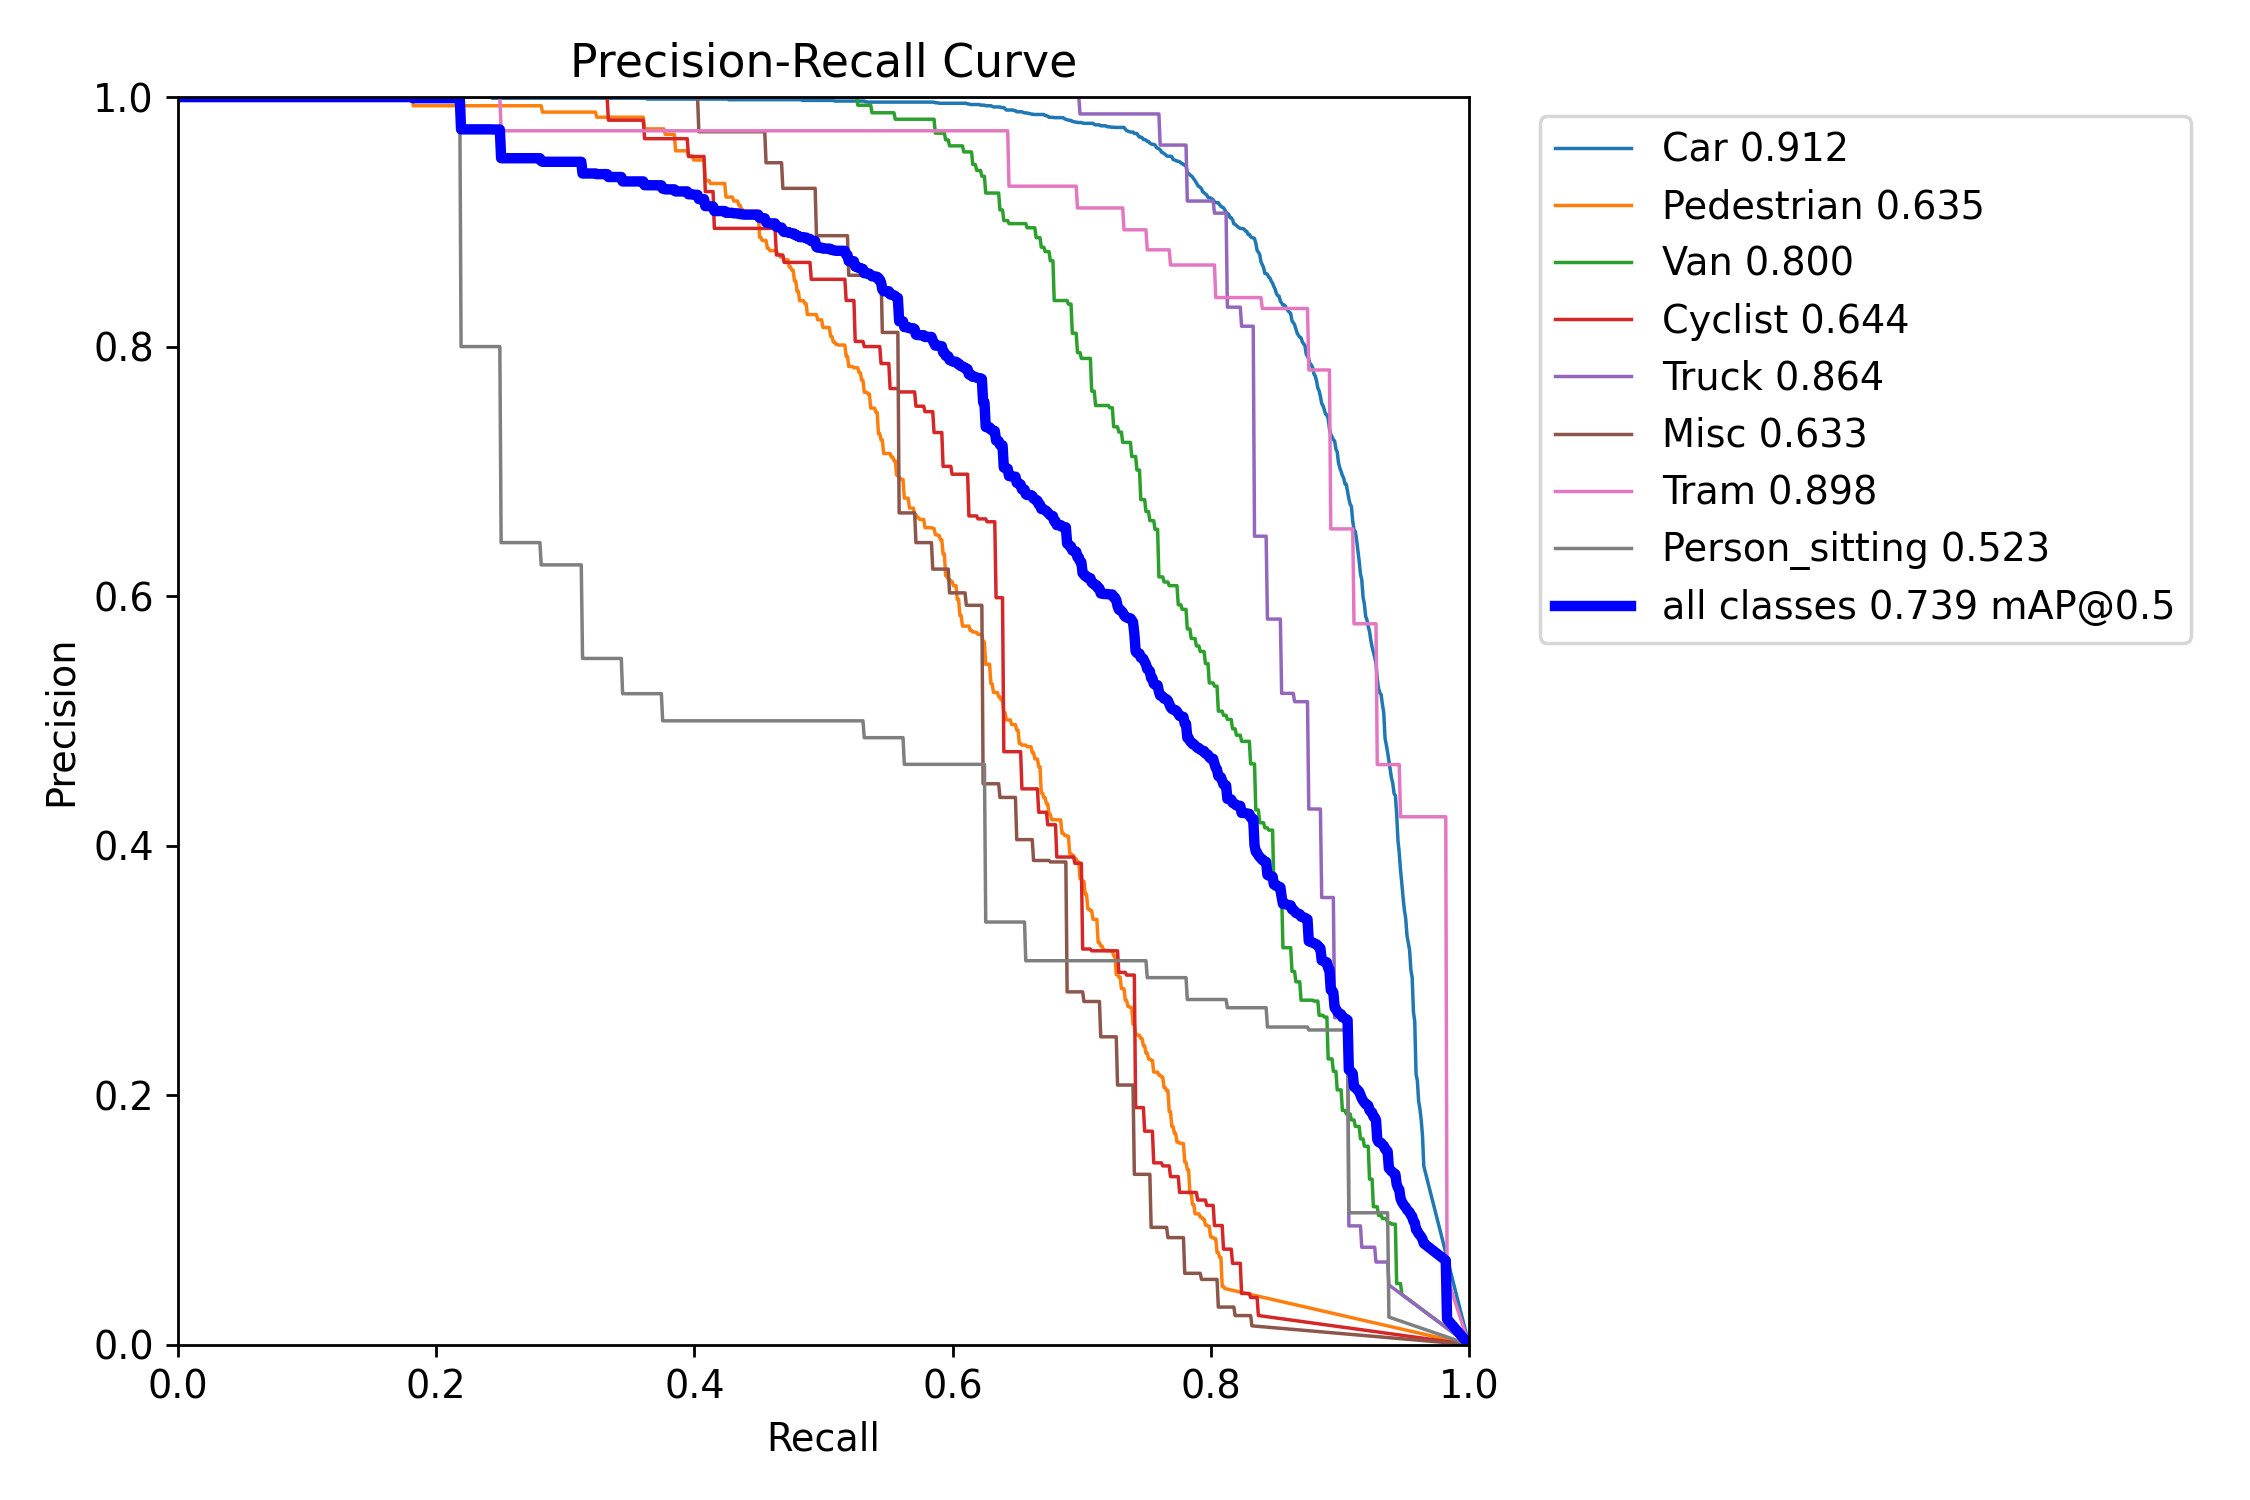 Precision-Recall Curve
1.0
0.8
0.6
0.4
0.2
0.0
Precision
0.0 0.2 0.4 0.6 0.8 1.0
Recall
Car 0.912
Pedestrian 0.635
Van 0.800
Cyclist 0.644
Truck 0.864
Misc 0.633
Tram 0.898
Person_sitting 0.523
all classes 0.739 mAP@0.5